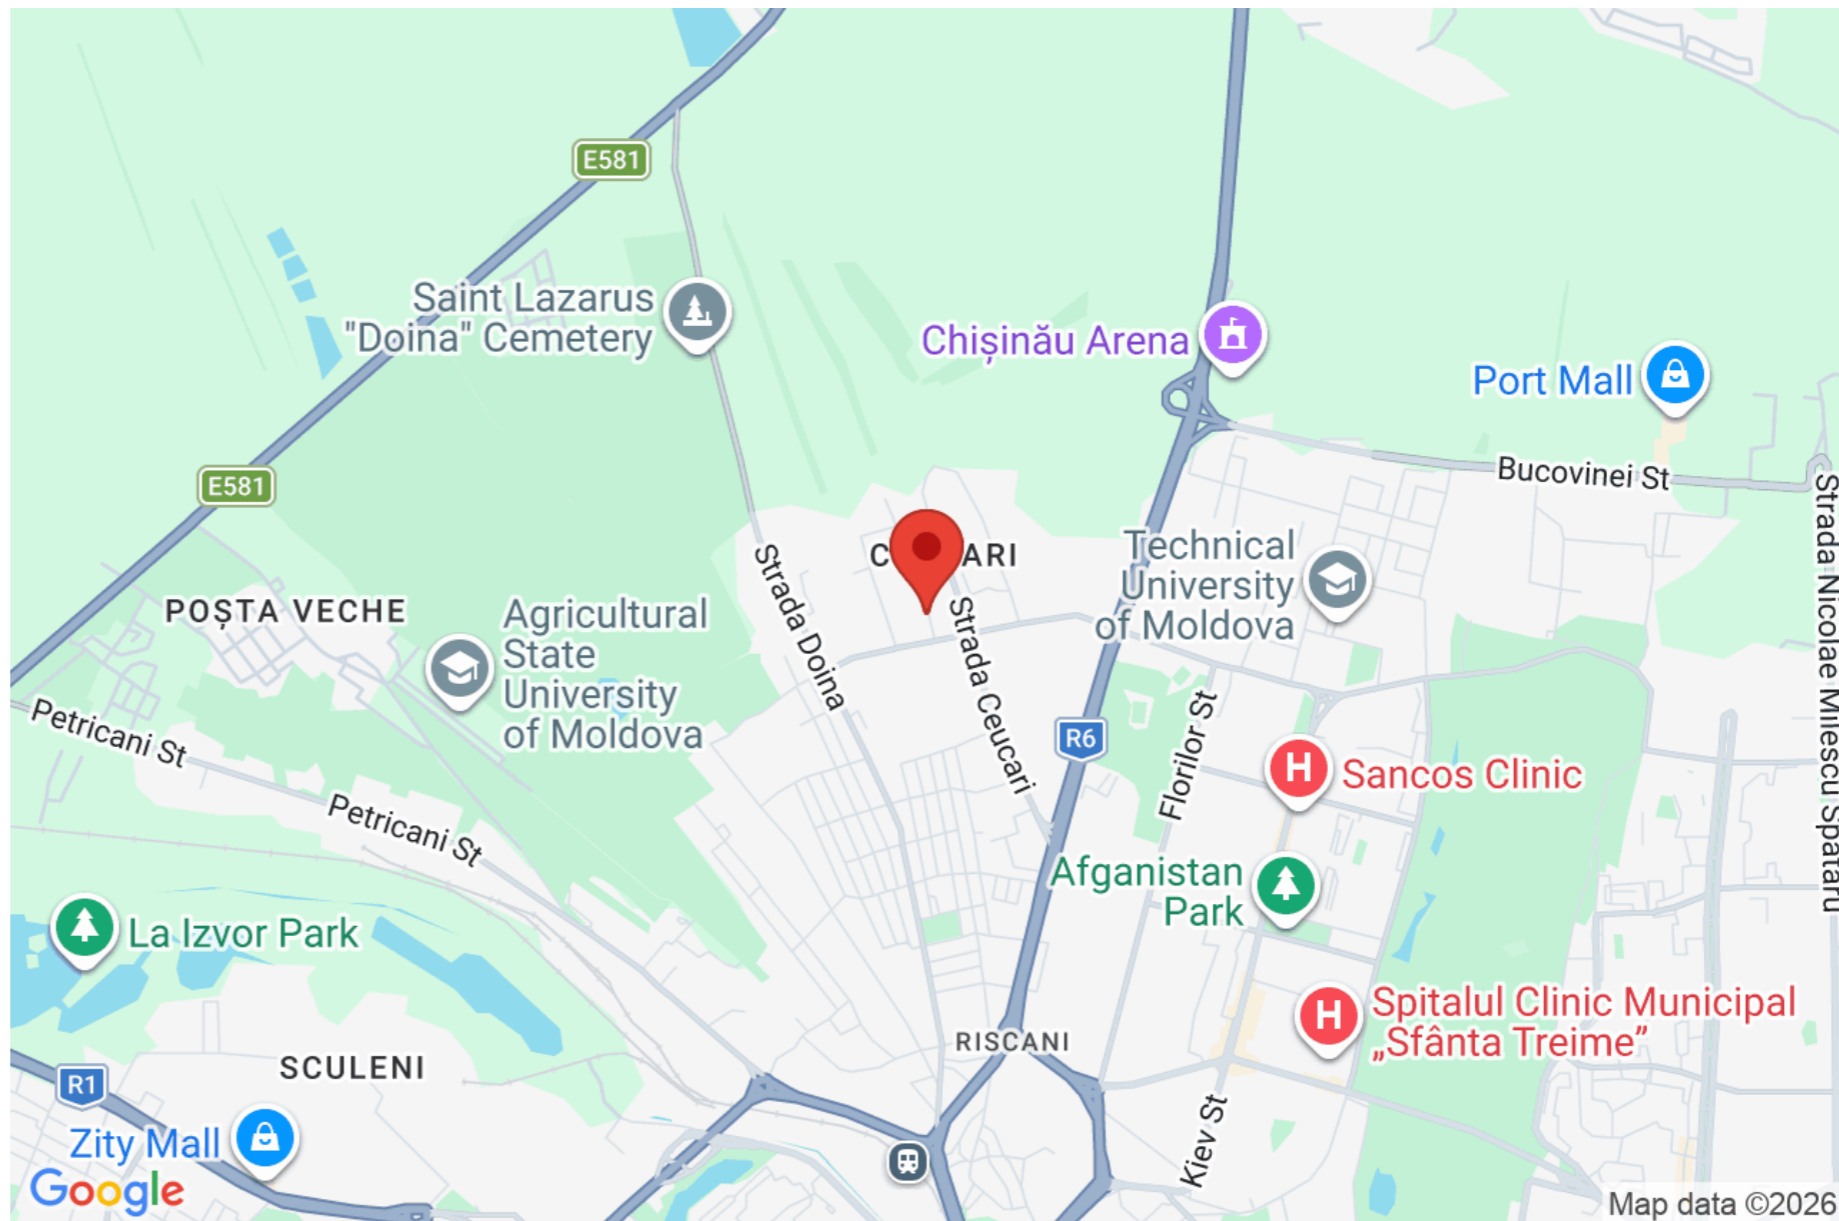 E581
Saint Lazarus
"Doina" Cemetery
Chișinău Arena
Port Mall
E581
Bucovinei St
Strada Nicolae Milescu Spătaru
Strada Doina
Technical
University
of Moldova
POȘTA VECHE
Agricultural
State
University
of Moldova
Strada Ceucari
Petricani St
R6
Florilor St
Sancos Clinic
Petricani St
Afganistan
Park
La Izvor Park
Spitalul Clinic Municipal
„Sfânta Treime”
RISCANI
SCULENI
R1
Zity Mall
Kiev St
Google
Map data ©2026